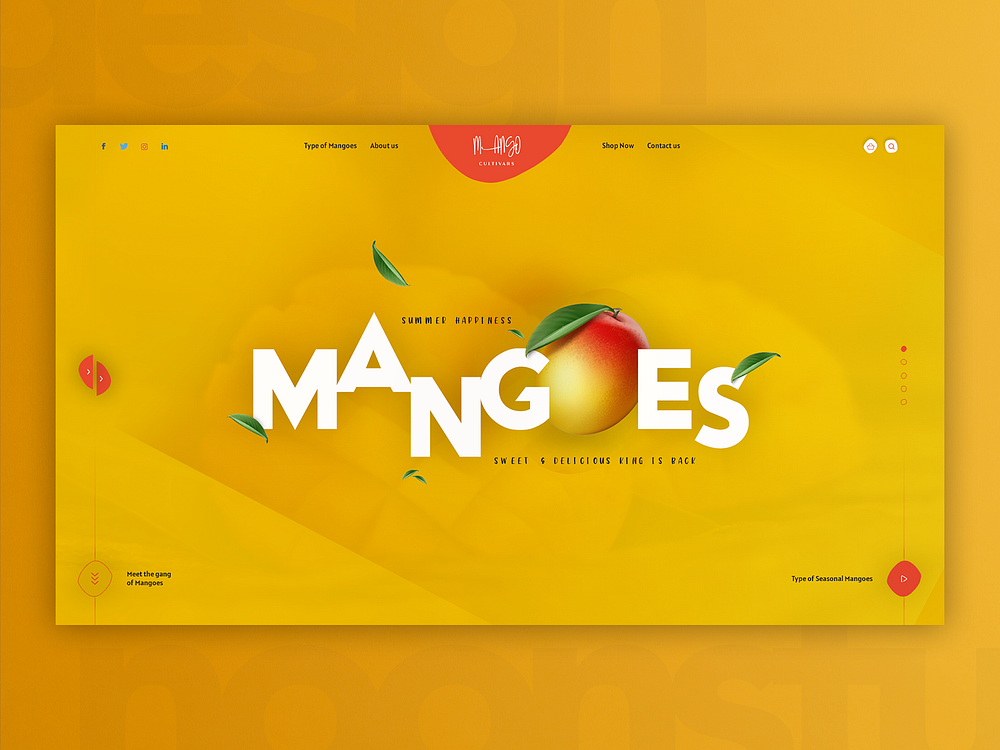 design
Type of Mangoes
About us
MANGO
CULTIVARS
Shop Now
Contact us
SUMMER HAPPINESS
MANGOES
SWEET & DELICIOUS KING IS BACK
Meet the gang
of Mangoes
Type of Seasonal Mangoes